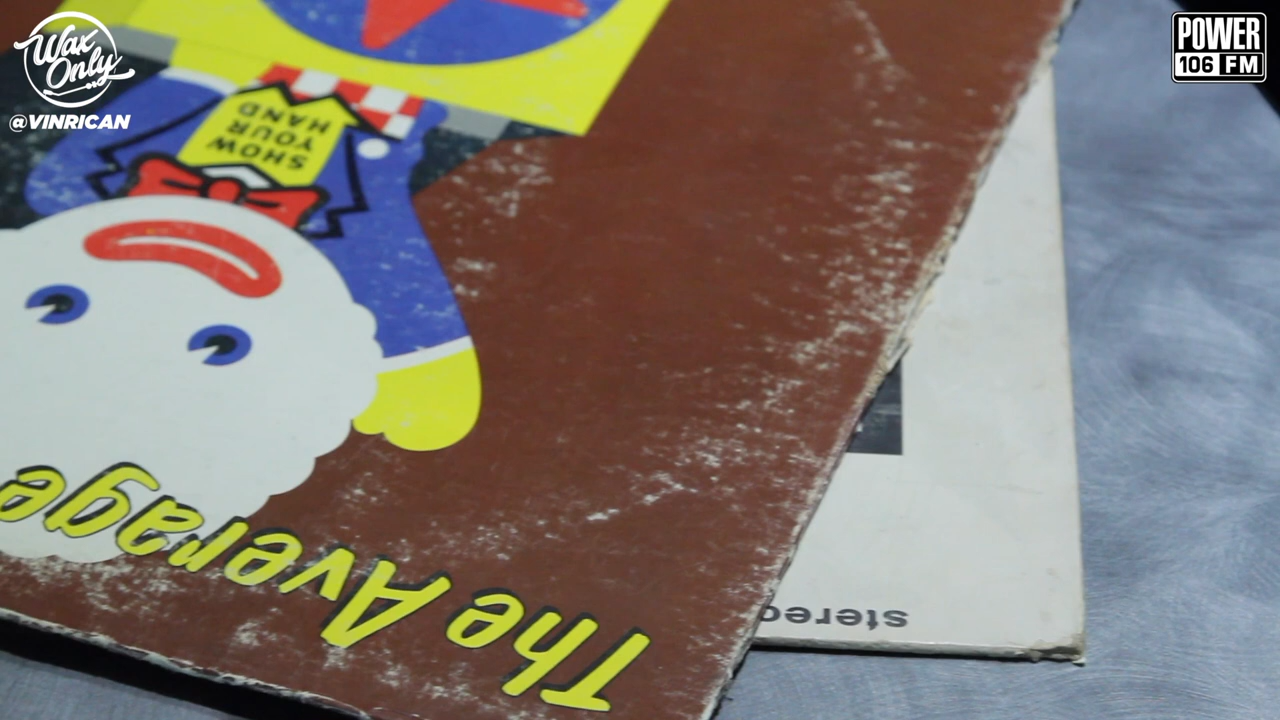 Wax
Only
@VINRICAN
POWER
106 FM
SHOW
YOUR
HAND
The Average
stereo